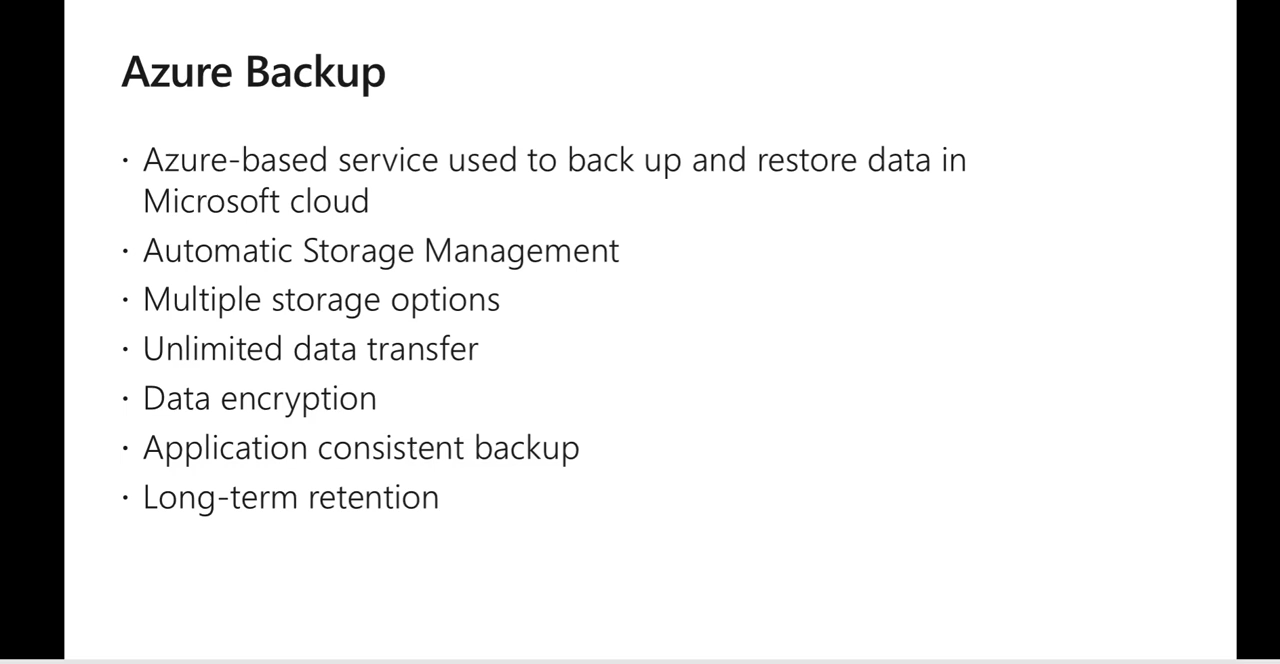 Azure Backup
· Azure-based service used to back up and restore data in
Microsoft cloud
· Automatic Storage Management
· Multiple storage options
· Unlimited data transfer
· Data encryption
· Application consistent backup
· Long-term retention